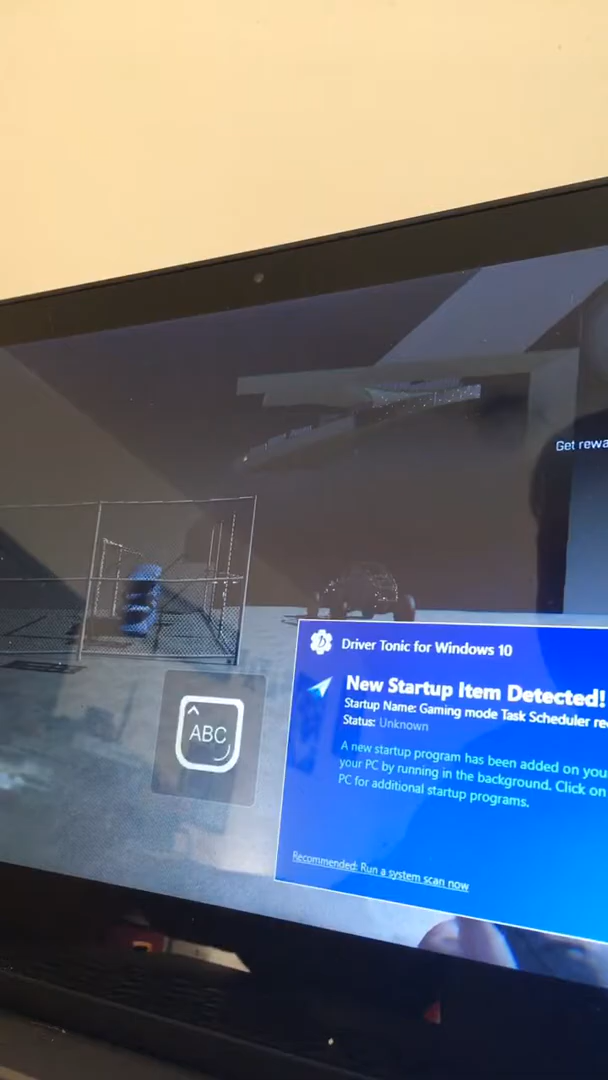 Get rewa
Driver Tonic for Windows 10
New Startup Item Detected!
Startup Name: Gaming mode Task Scheduler re
Status: Unknown
A new startup program has been added on you
your PC by running in the background. Click on
PC for additional startup programs.
ABC
Recommended: Run a system scan now